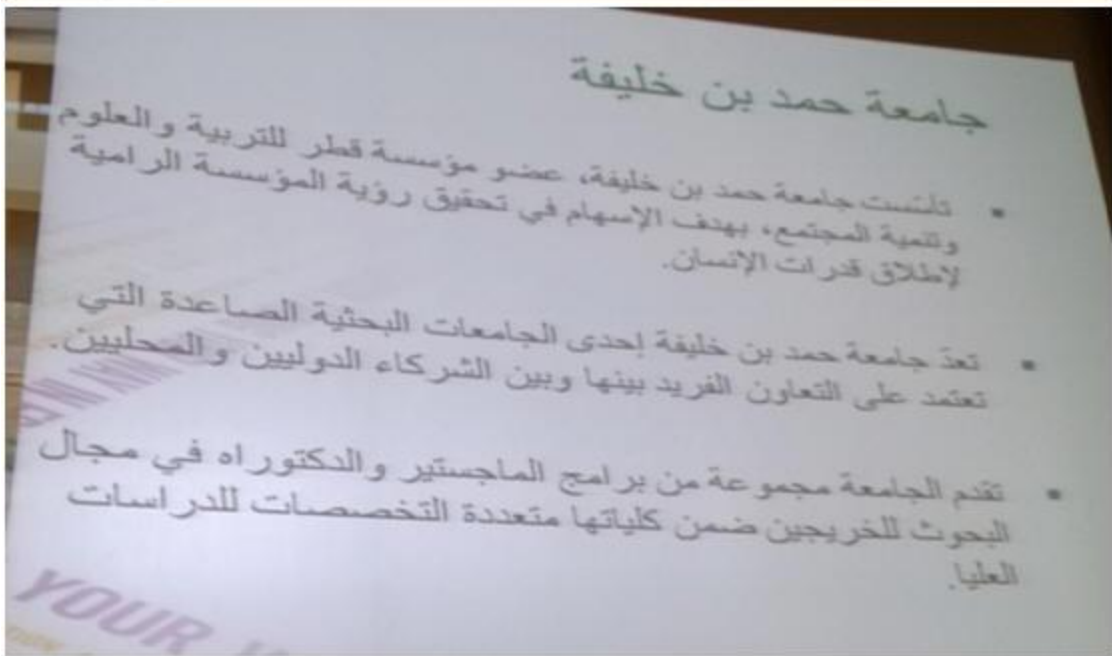 جامعة حمد بن خليفة
▪ تأسست جامعة حمد بن خليفة، عضو مؤسسة قطر للتربية والعلوم
وتنمية المجتمع، بهدف الإسهام في تحقيق رؤية المؤسسة الرامية
لإطلاق قدرات الإنسان.
▪ تعدّ جامعة حمد بن خليفة إحدى الجامعات البحثية الصاعدة التي
تعتمد على التعاون الفريد بينها وبين الشركاء الدوليين والمحليين.
▪ تقدم الجامعة مجموعة من برامج الماجستير والدكتوراه في مجال
البحوث للخريجين ضمن كلياتها متعددة التخصصات للدراسات
العليا.
YOUR